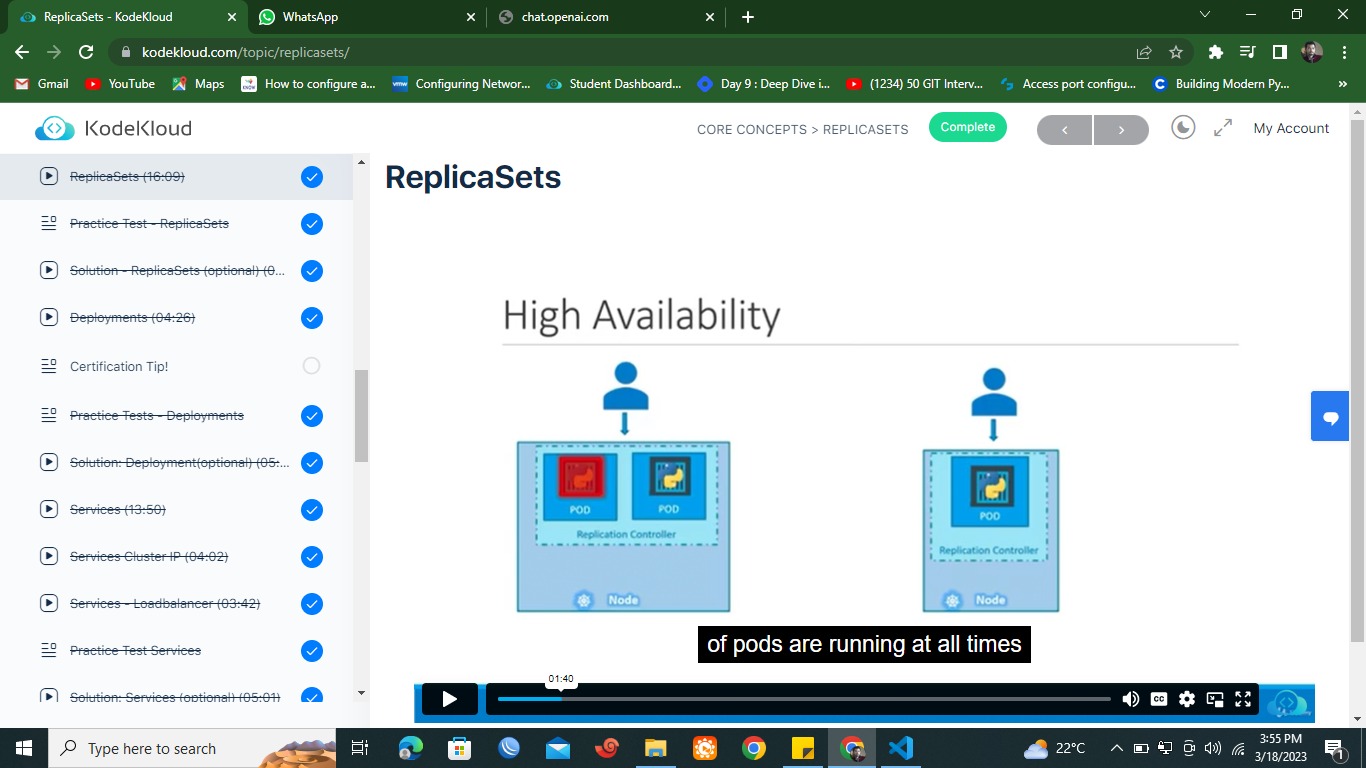 ReplicaSets - KodeKloud
WhatsApp
chat.openai.com
kodekloud.com/topic/replicasets/
Gmail
YouTube
Maps
How to configure a...
Configuring Networ...
Student Dashboard...
Day 9 : Deep Dive i...
(1234) 50 GIT Interv...
Access port configu...
Building Modern Py...
»
KodeKloud
CORE CONCEPTS > REPLICASETS
Complete
My Account
ReplicaSets (16:09)
Practice Test - ReplicaSets
Solution - ReplicaSets (optional) (0...
Deployments (04:26)
Certification Tip!
Practice Tests - Deployments
Solution: Deployment(optional) (05:...
Services (13:50)
Services Cluster IP (04:02)
Services - Loadbalancer (03:42)
Practice Test Services
Solution: Services (optional) (05:01)
ReplicaSets
High Availability
POD
POD
Replication Controller
Node
POD
Replication Controller
Node
of pods are running at all times
01:40
CC
Type here to search
22°C
3:55 PM
3/18/2023
1